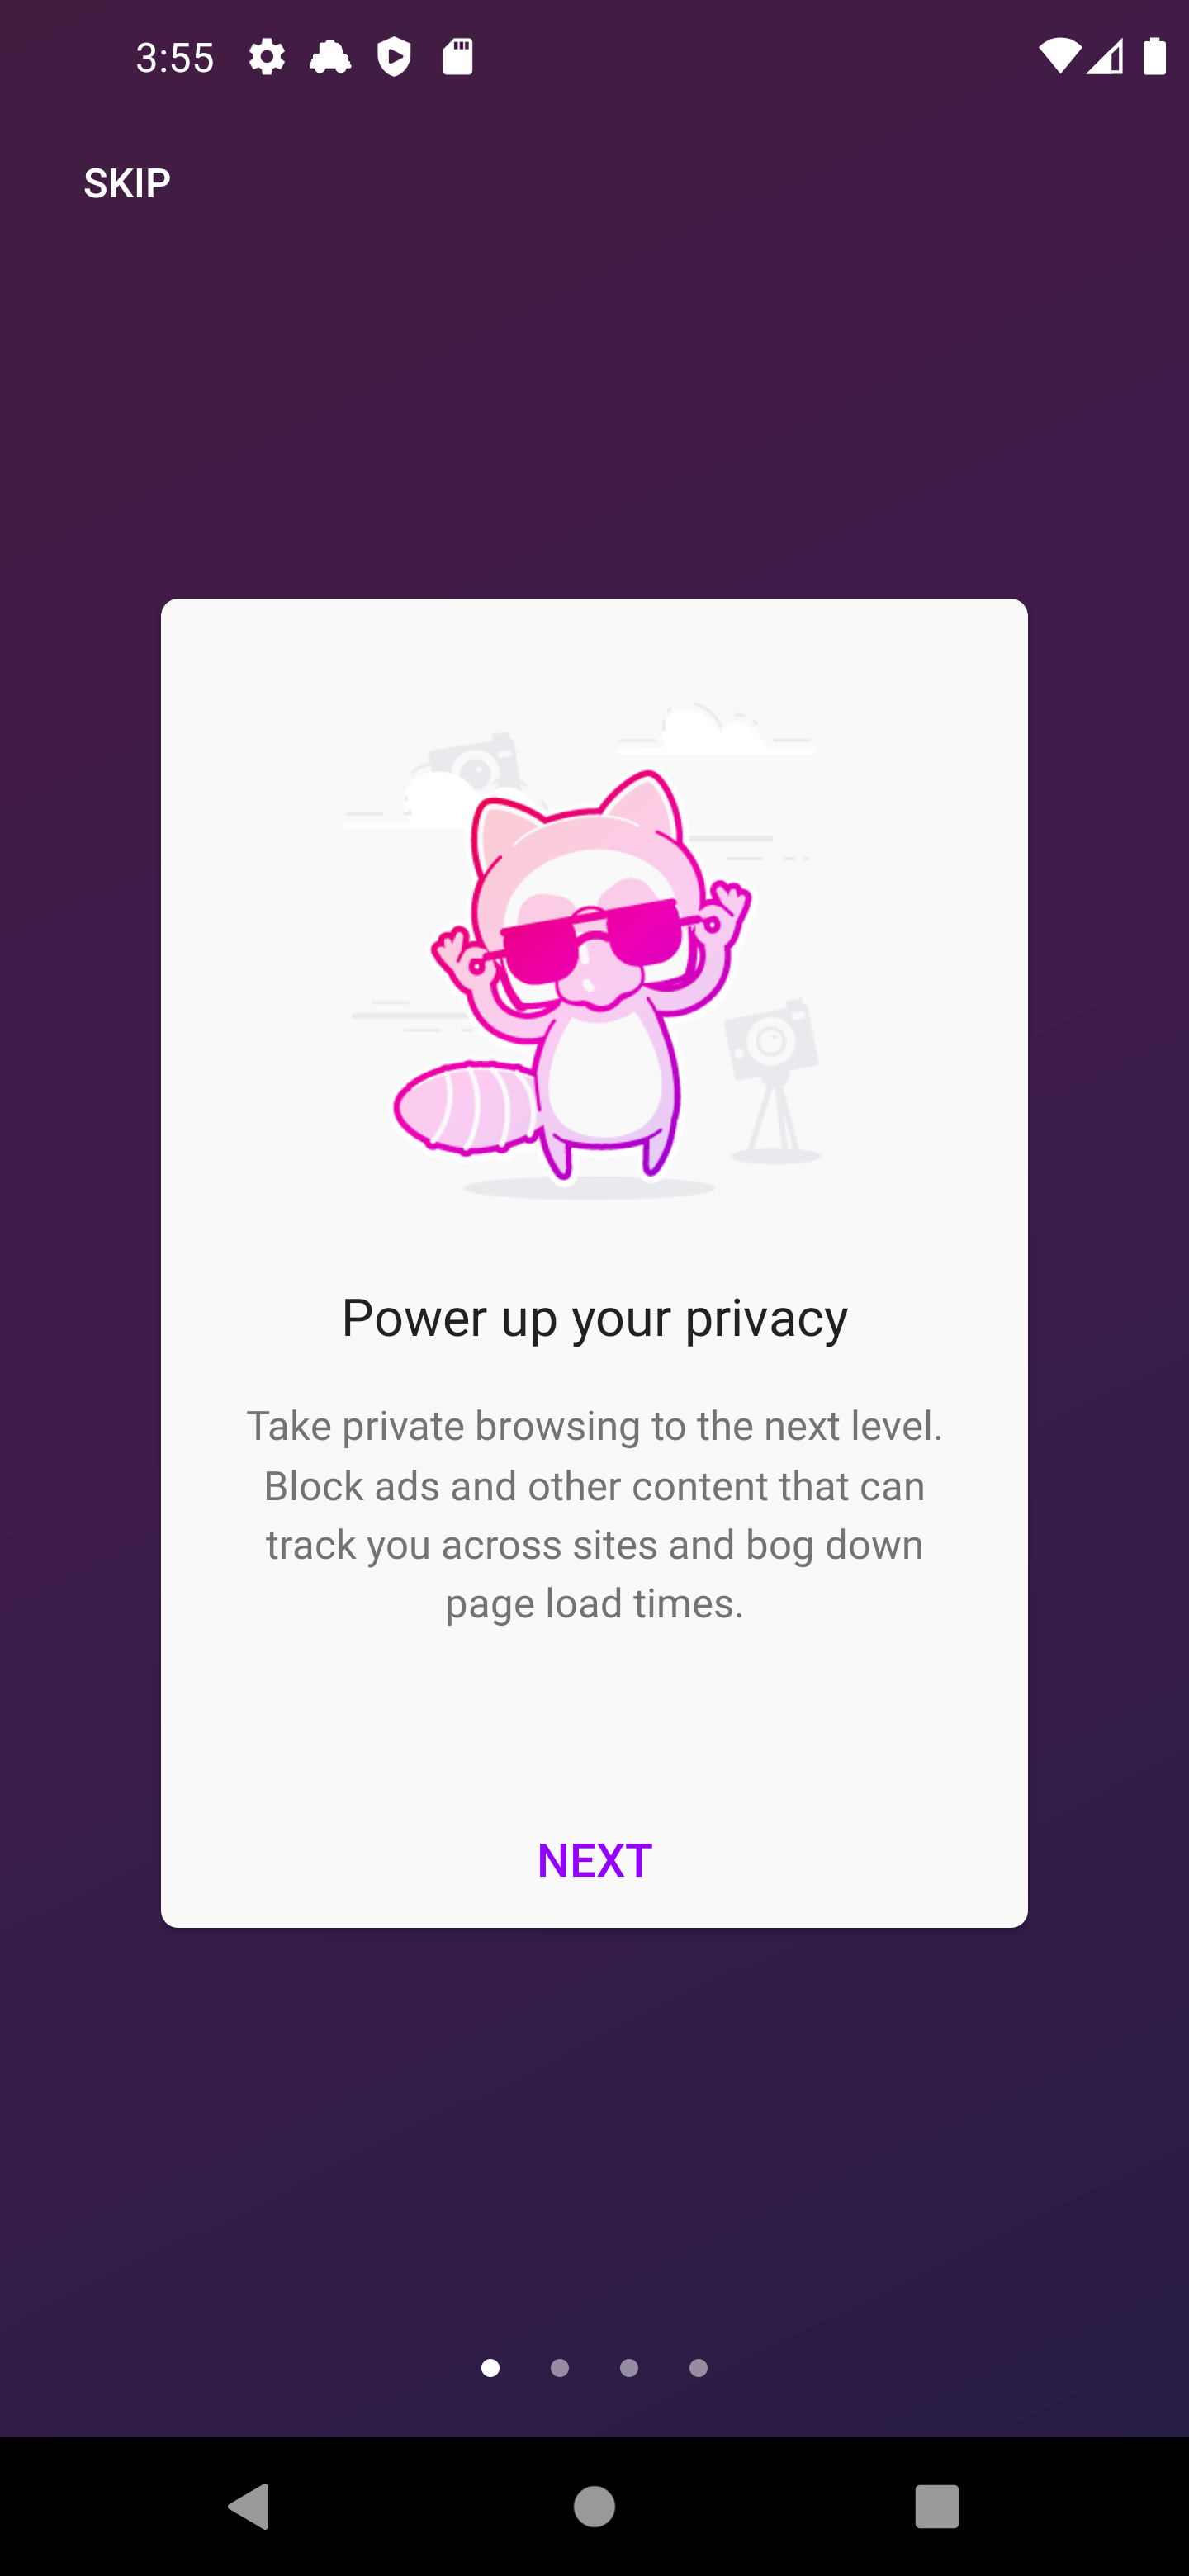 3:55
SKIP
Power up your privacy
Take private browsing to the next level.
Block ads and other content that can
track you across sites and bog down
page load times.
NEXT